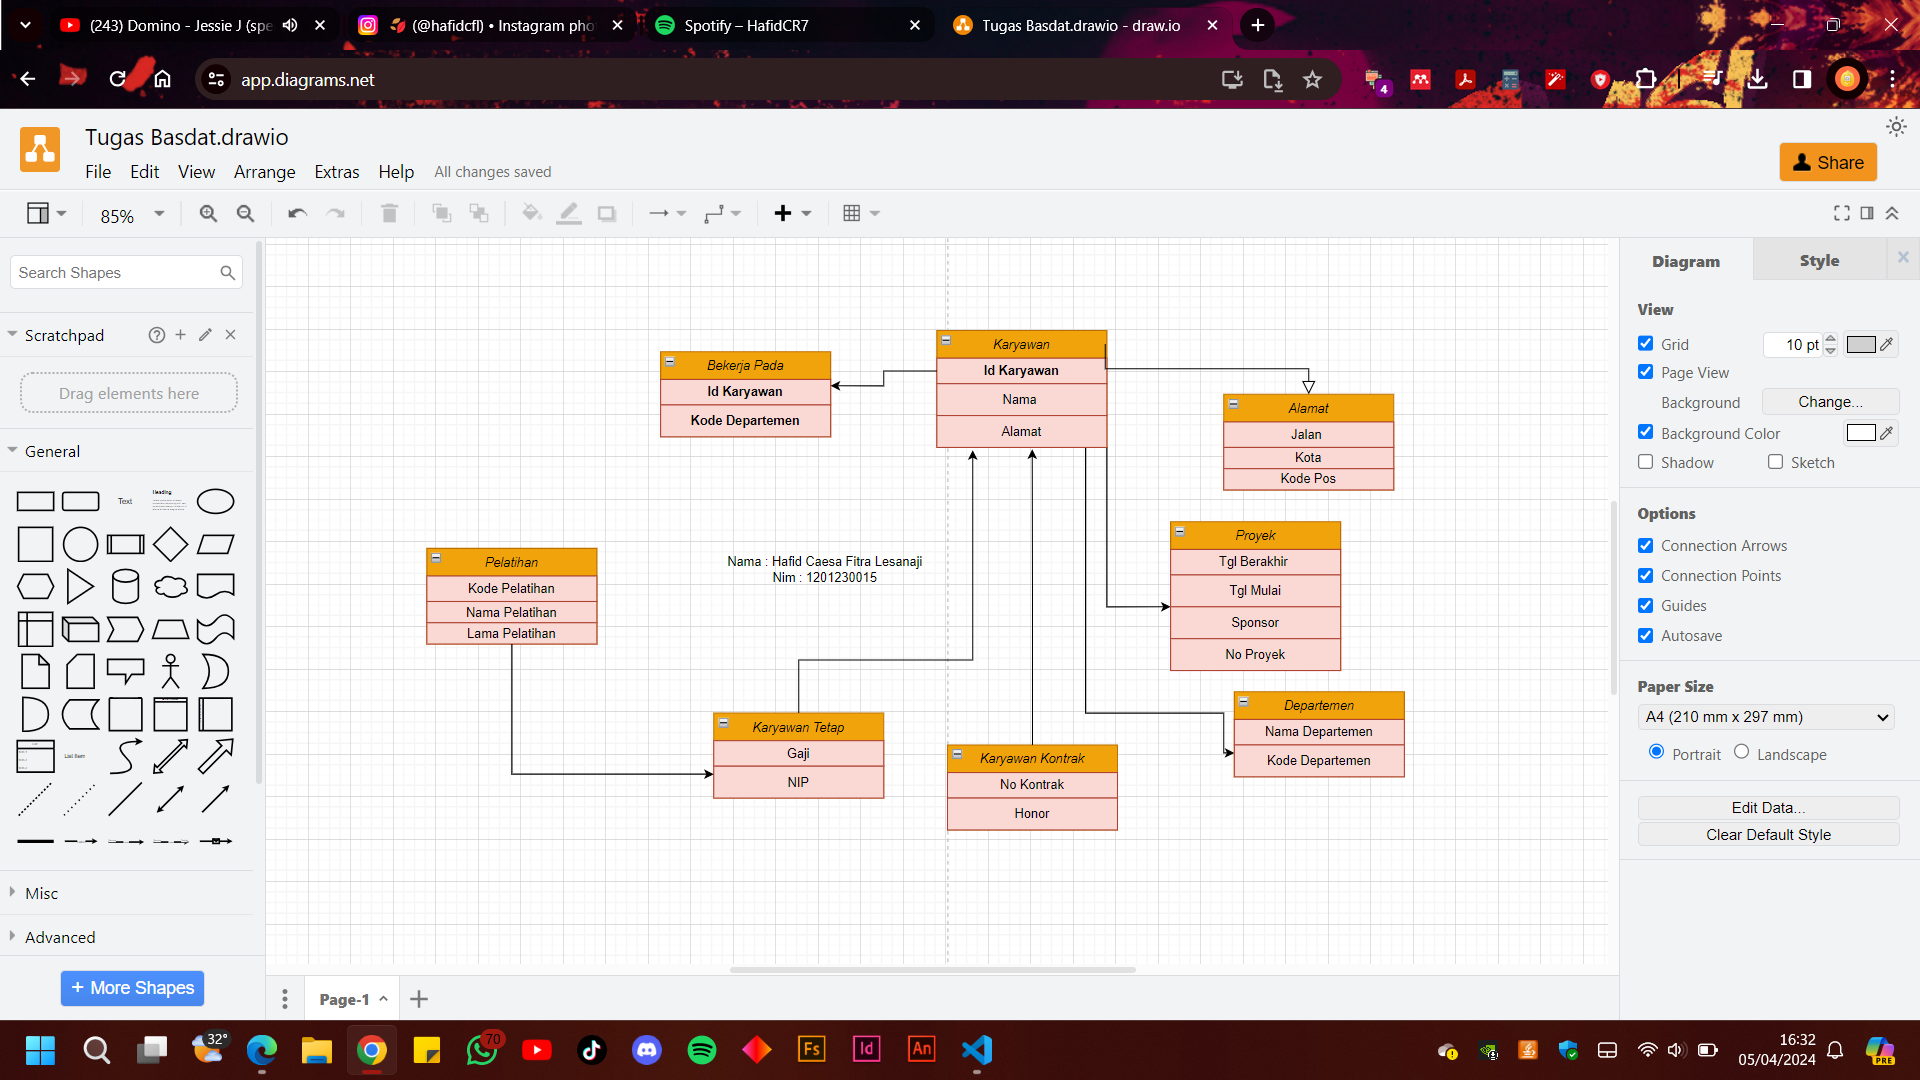 (243) Domino - Jessie J (spe
(@hafidcfl) • Instagram pho
Spotify – HafidCR7
Tugas Basdat.drawio - draw.io
app.diagrams.net
4
Tugas Basdat.drawio
File Edit View Arrange Extras Help All changes saved
Share
85%
Search Shapes
Scratchpad
Drag elements here
General
Text
Heading
List Item
Misc
Advanced
+ More Shapes
Karyawan
Id Karyawan
Nama
Alamat
Bekerja Pada
Id Karyawan
Kode Departemen
Alamat
Jalan
Kota
Kode Pos
Proyek
Tgl Berakhir
Tgl Mulai
Sponsor
No Proyek
Pelatihan
Kode Pelatihan
Nama Pelatihan
Lama Pelatihan
Nama : Hafid Caesa Fitra Lesanaji
Nim : 1201230015
Karyawan Tetap
Gaji
NIP
Karyawan Kontrak
No Kontrak
Honor
Departemen
Nama Departemen
Kode Departemen
Diagram Style
View
Grid 10 pt
Page View
Background Change...
Background Color
Shadow Sketch
Options
Connection Arrows
Connection Points
Guides
Autosave
Paper Size
A4 (210 mm x 297 mm)
Portrait Landscape
Edit Data...
Clear Default Style
Page-1
32°
70
Fs
Id
An
16:32
05/04/2024
PRE